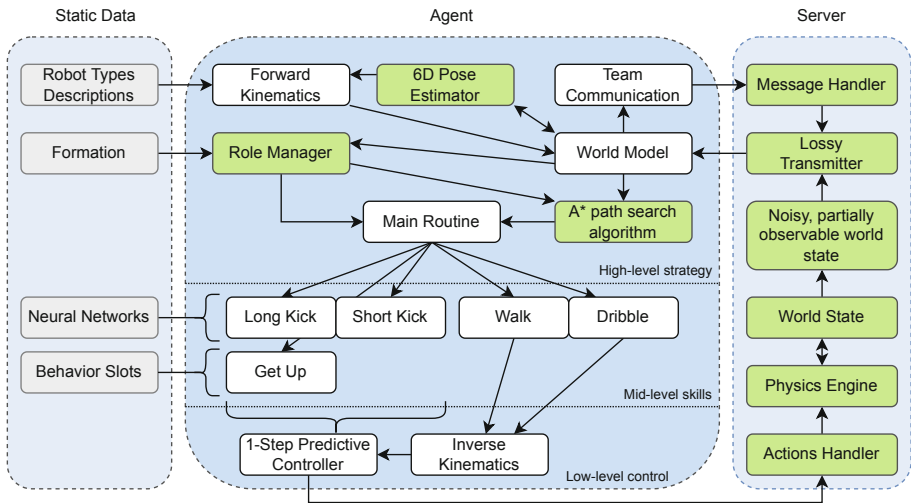 Static Data
Agent
Server
Robot Types
Descriptions
Forward
Kinematics
6D Pose
Estimator
Team
Communication
Message Handler
Formation
Role Manager
World Model
Lossy
Transmitter
Main Routine
A* path search
algorithm
Noisy, partially
observable world
state
High-level strategy
Neural Networks
Long Kick
Short Kick
Walk
Dribble
World State
Behavior Slots
Get Up
Physics Engine
Mid-level skills
1-Step Predictive
Controller
Inverse
Kinematics
Actions Handler
Low-level control